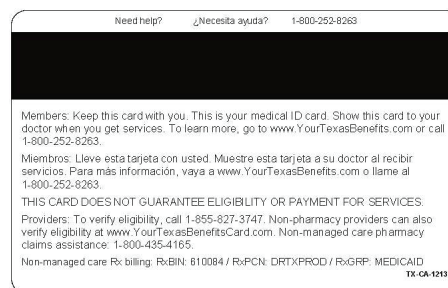 Need help? ¿Necesita ayuda? 1-800-252-8263
Members: Keep this card with you. This is your medical ID card. Show this card to your
doctor when you get services. To learn more, go to www.YourTexasBenefits.com or call
1-800-252-8263.
Miembros: Lleve esta tarjeta con usted. Muestre esta tarjeta a su doctor al recibir
servicios. Para más información, vaya a www.YourTexasBenefits.com o llame al
1-800-252-8263.
THIS CARD DOES NOT GUARANTEE ELIGIBILITY OR PAYMENT FOR SERVICES.
Providers: To verify eligibility, call 1-855-827-3747. Non-pharmacy providers can also
verify eligibility at www.YourTexasBenefitsCard.com. Non-managed care pharmacy
claims assistance: 1-800-435-4165.
Non-managed care Rx billing: RxBIN: 610084 / RxPCN: DRTXPROD / RxGRP: MEDICAID
TX-CA-1213